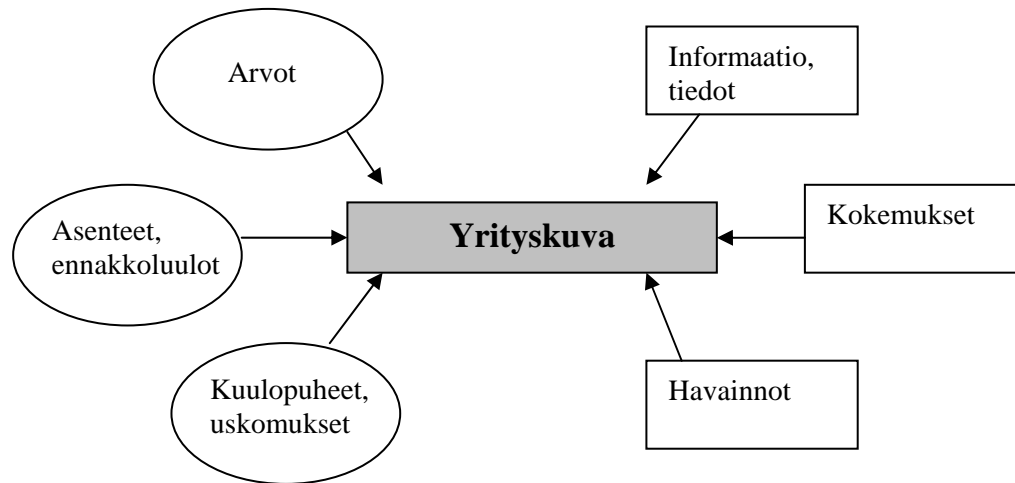 Arvot
Informaatio,
tiedot
Asenteet,
ennakkoluulot
Yrityskuva
Kokemukset
Kuulopuheet,
uskomukset
Havainnot